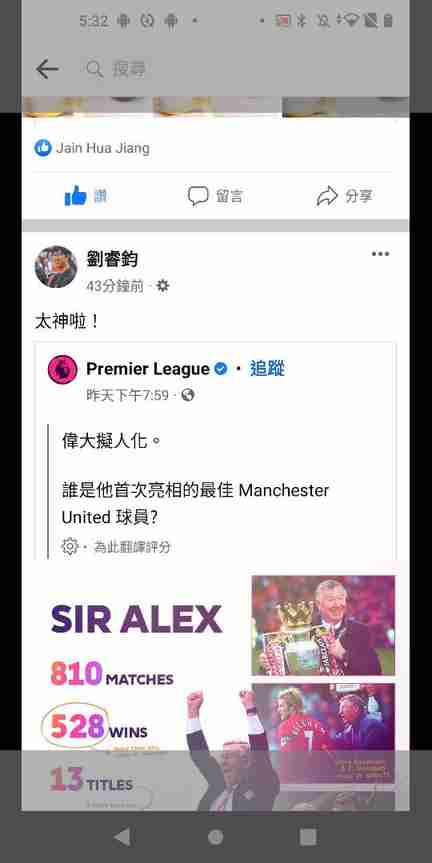 5:32
搜尋
Jain Hua Jiang
讚
留言
分享
劉睿鈞
43分鐘前 ·
太神啦！
Premier League · 追蹤
昨天下午7:59 ·
偉大擬人化。
誰是他首次亮相的最佳 Manchester
United 球員?
· 為此翻譯評分
SIR ALEX
810 MATCHES
528 WINS
13 TITLES